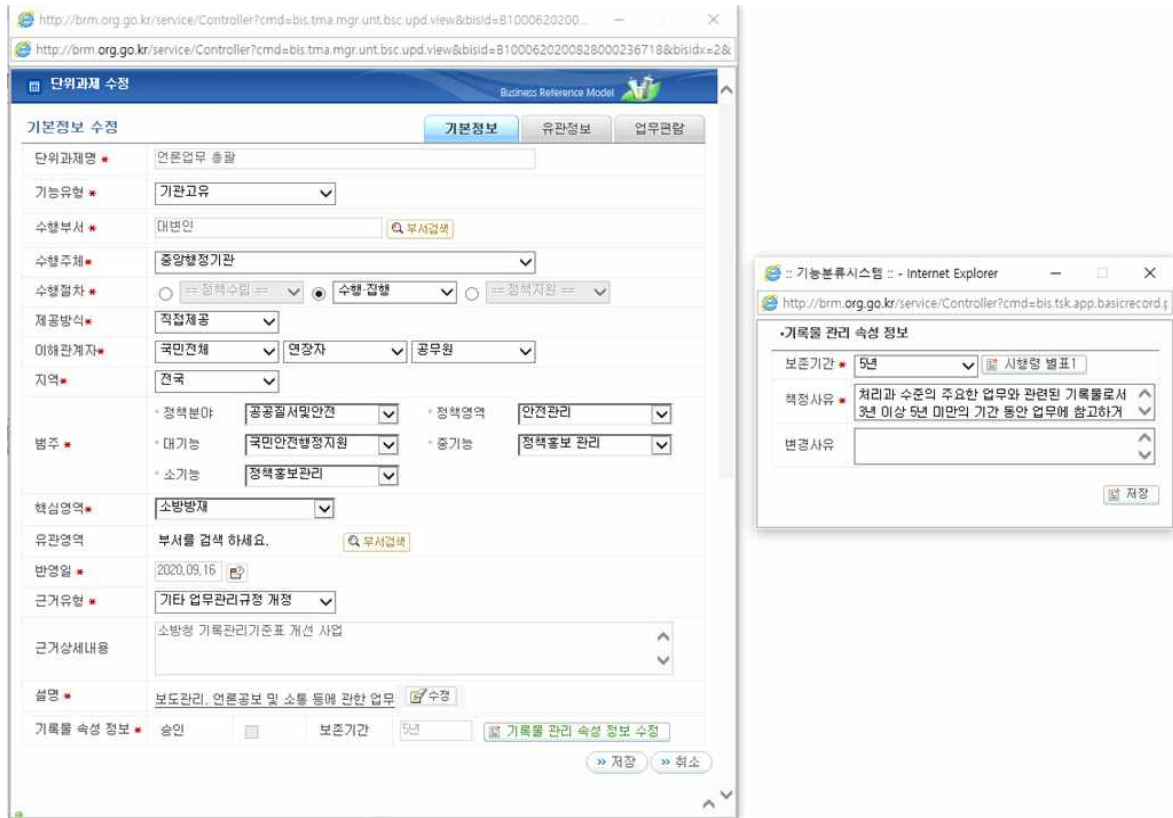 http://brm.org.go.kr/service/Controller?cmd=bis.tma.mgr.unt.bsc.upd.view&bisId=B1000620200...
http://brm.org.go.kr/service/Controller?cmd=bis.tma.mgr.unt.bsc.upd.view&bisId=B1000620200828000236718&bisidx=2&
단위과제 수정
Business Reference Model
기본정보 수정
기본정보 유관정보 업무편람
단위과제명 * 언론업무 총괄
기능유형 * 기관고유
수행부서 * 대변인 부서검색
수행주체* 중앙행정기관
수행절차* == 정책수립 == 수행·집행 == 정책지원 ==
제공방식* 직접제공
이해관계자* 국민전체 연장자 공무원
지역* 전국
범주 *
정책분야 공공질서및안전 정책영역 안전관리
대기능 국민안전행정지원 중기능 정책홍보 관리
소기능 정책홍보관리
핵심영역* 소방방재
유관영역 부서를 검색 하세요. 부서검색
반영일 * 2020.09.16
근거유형 * 기타 업무관리규정 개정
근거상세내용 소방청 기록관리기준표 개선 사업
설명 * 보도관리, 언론공보 및 소통 등에 관한 업무 수정
기록물 속성 정보 * 승인 보존기간 5년 기록물 관리 속성 정보 수정
» 저장 » 취소
:: 기능분류시스템 :: - Internet Explorer
http://brm.org.go.kr/service/Controller?cmd=bis.tsk.app.basicrecord.p
•기록물 관리 속성 정보
보존기간 * 5년 시행령 별표1
책정사유 * 처리과 수준의 주요한 업무와 관련된 기록물로서
3년 이상 5년 미만의 기간 동안 업무에 참고하거
변경사유
저장